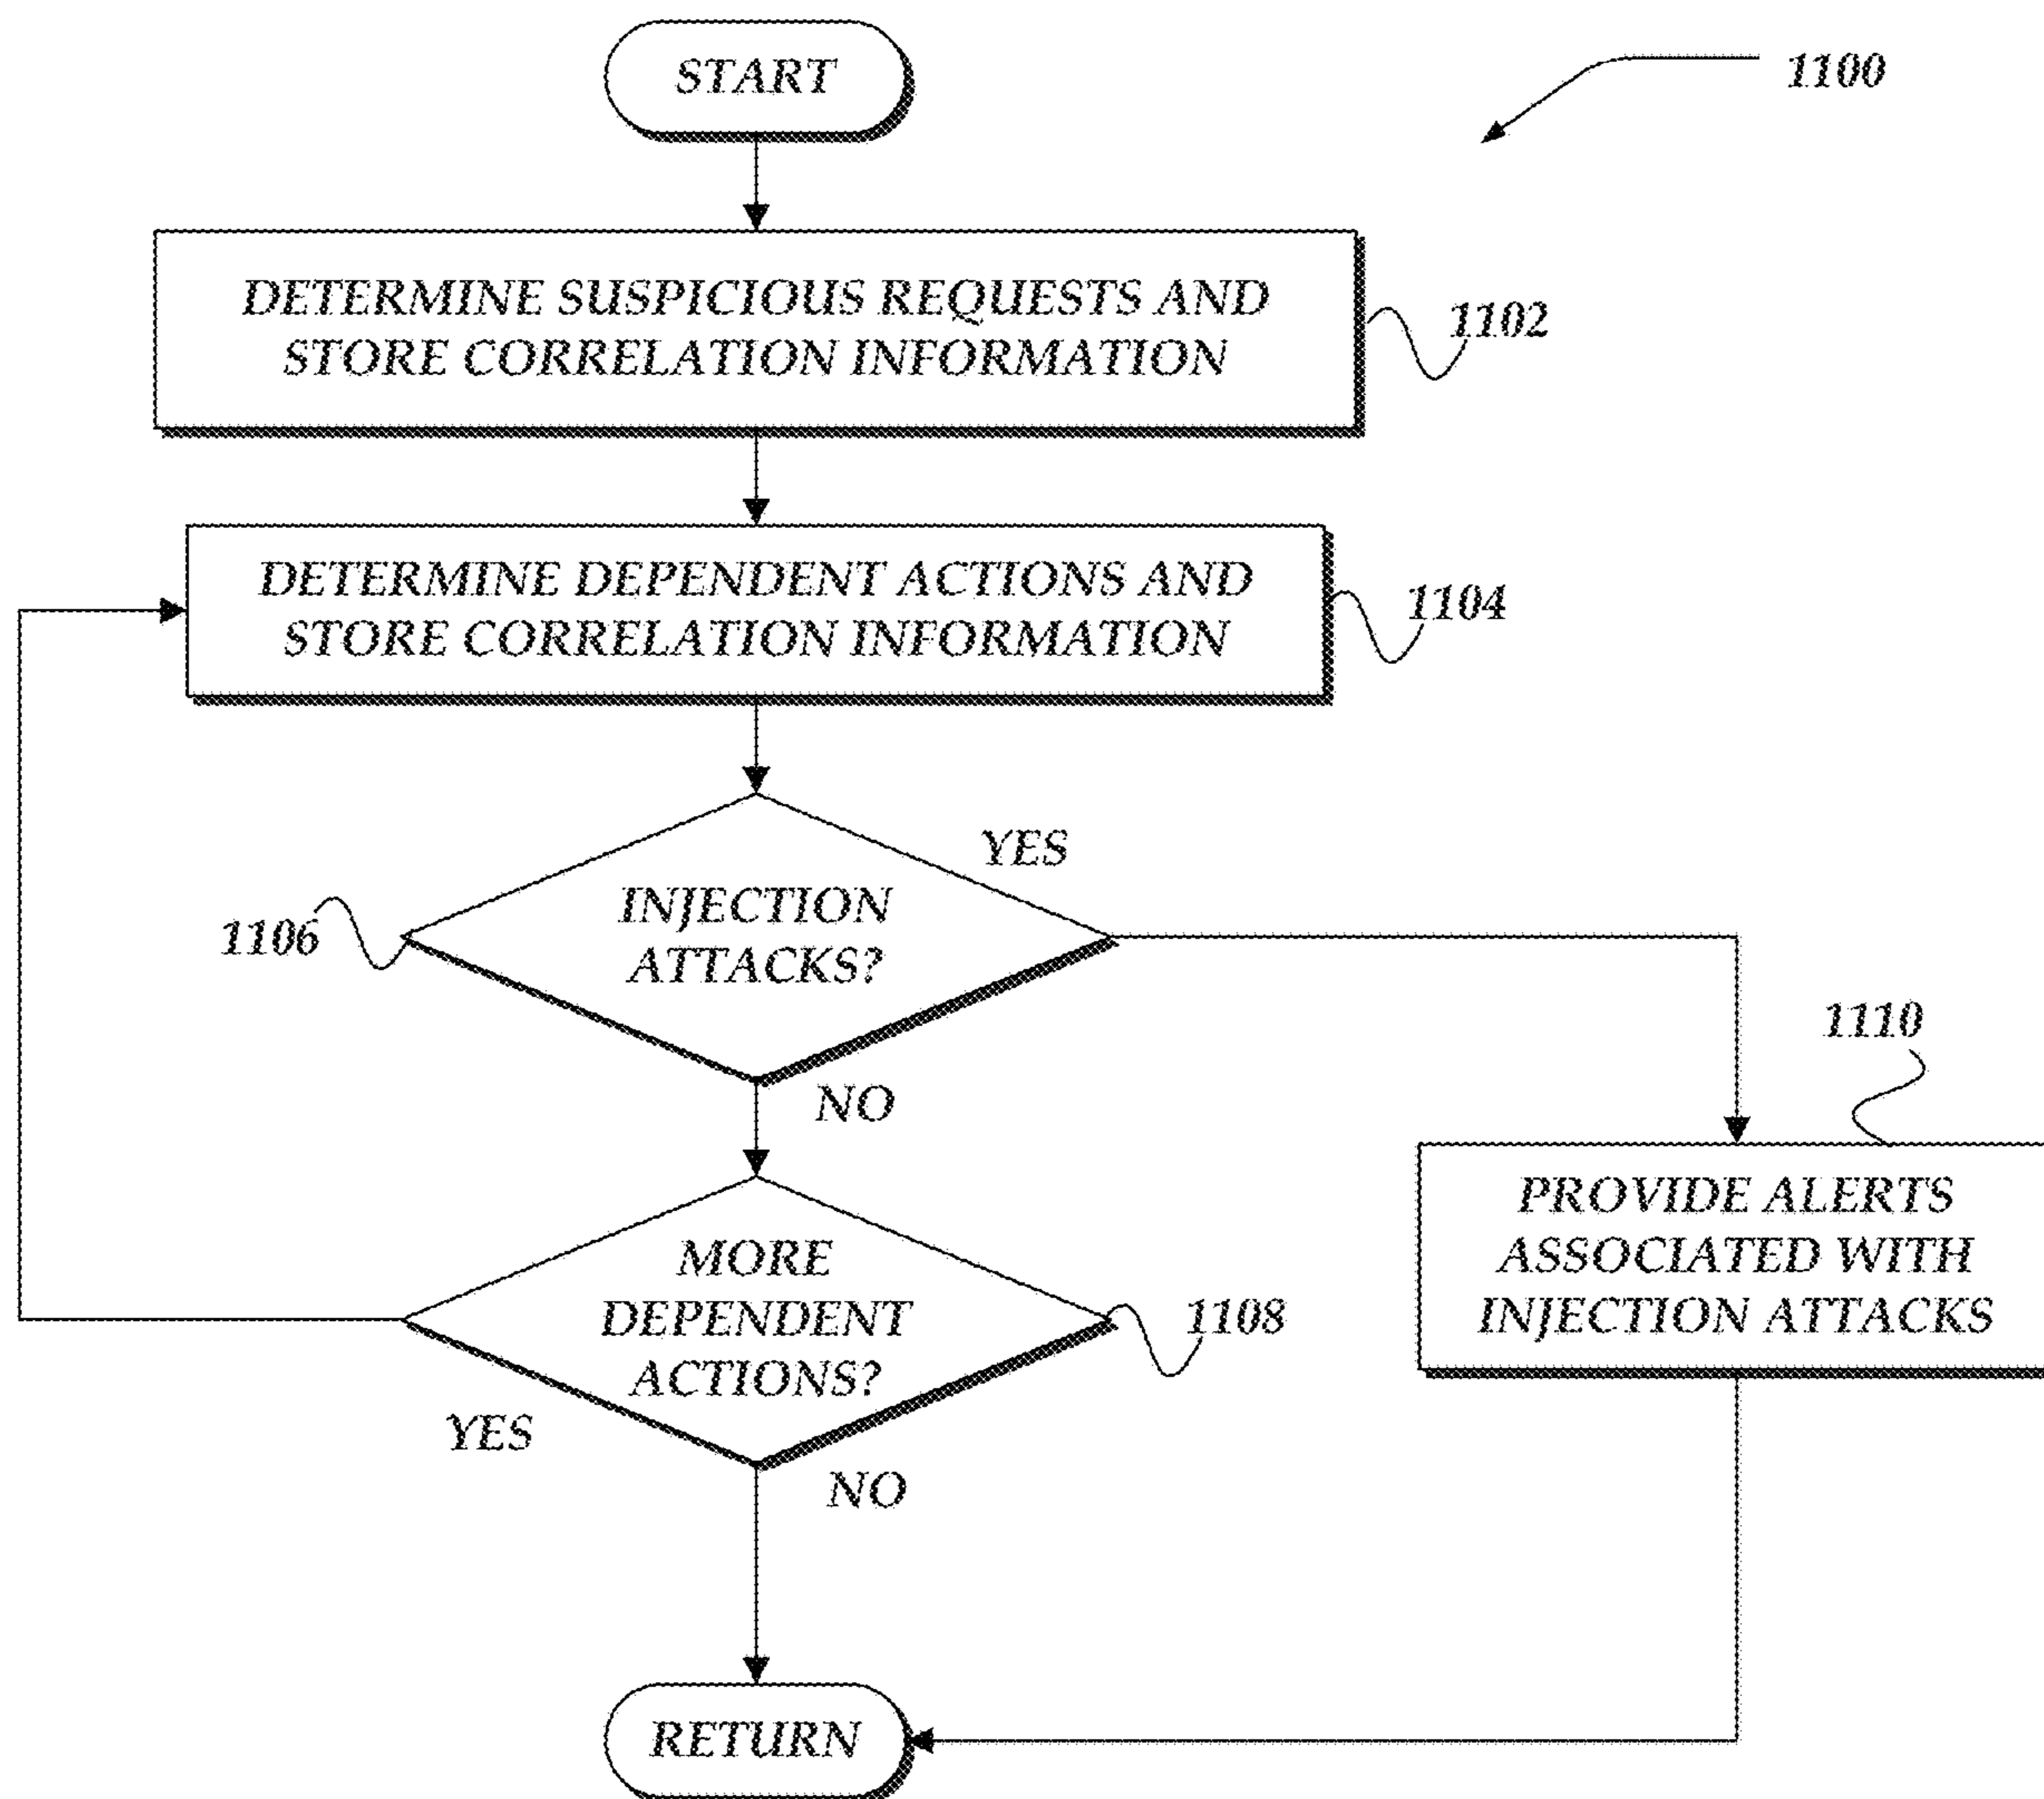 START
1100
DETERMINE SUSPICIOUS REQUESTS AND
STORE CORRELATION INFORMATION
1102
DETERMINE DEPENDENT ACTIONS AND
STORE CORRELATION INFORMATION
1104
YES
INJECTION
ATTACKS?
1106
NO
1110
PROVIDE ALERTS
ASSOCIATED WITH
INJECTION ATTACKS
MORE
DEPENDENT
ACTIONS?
1108
YES
NO
RETURN